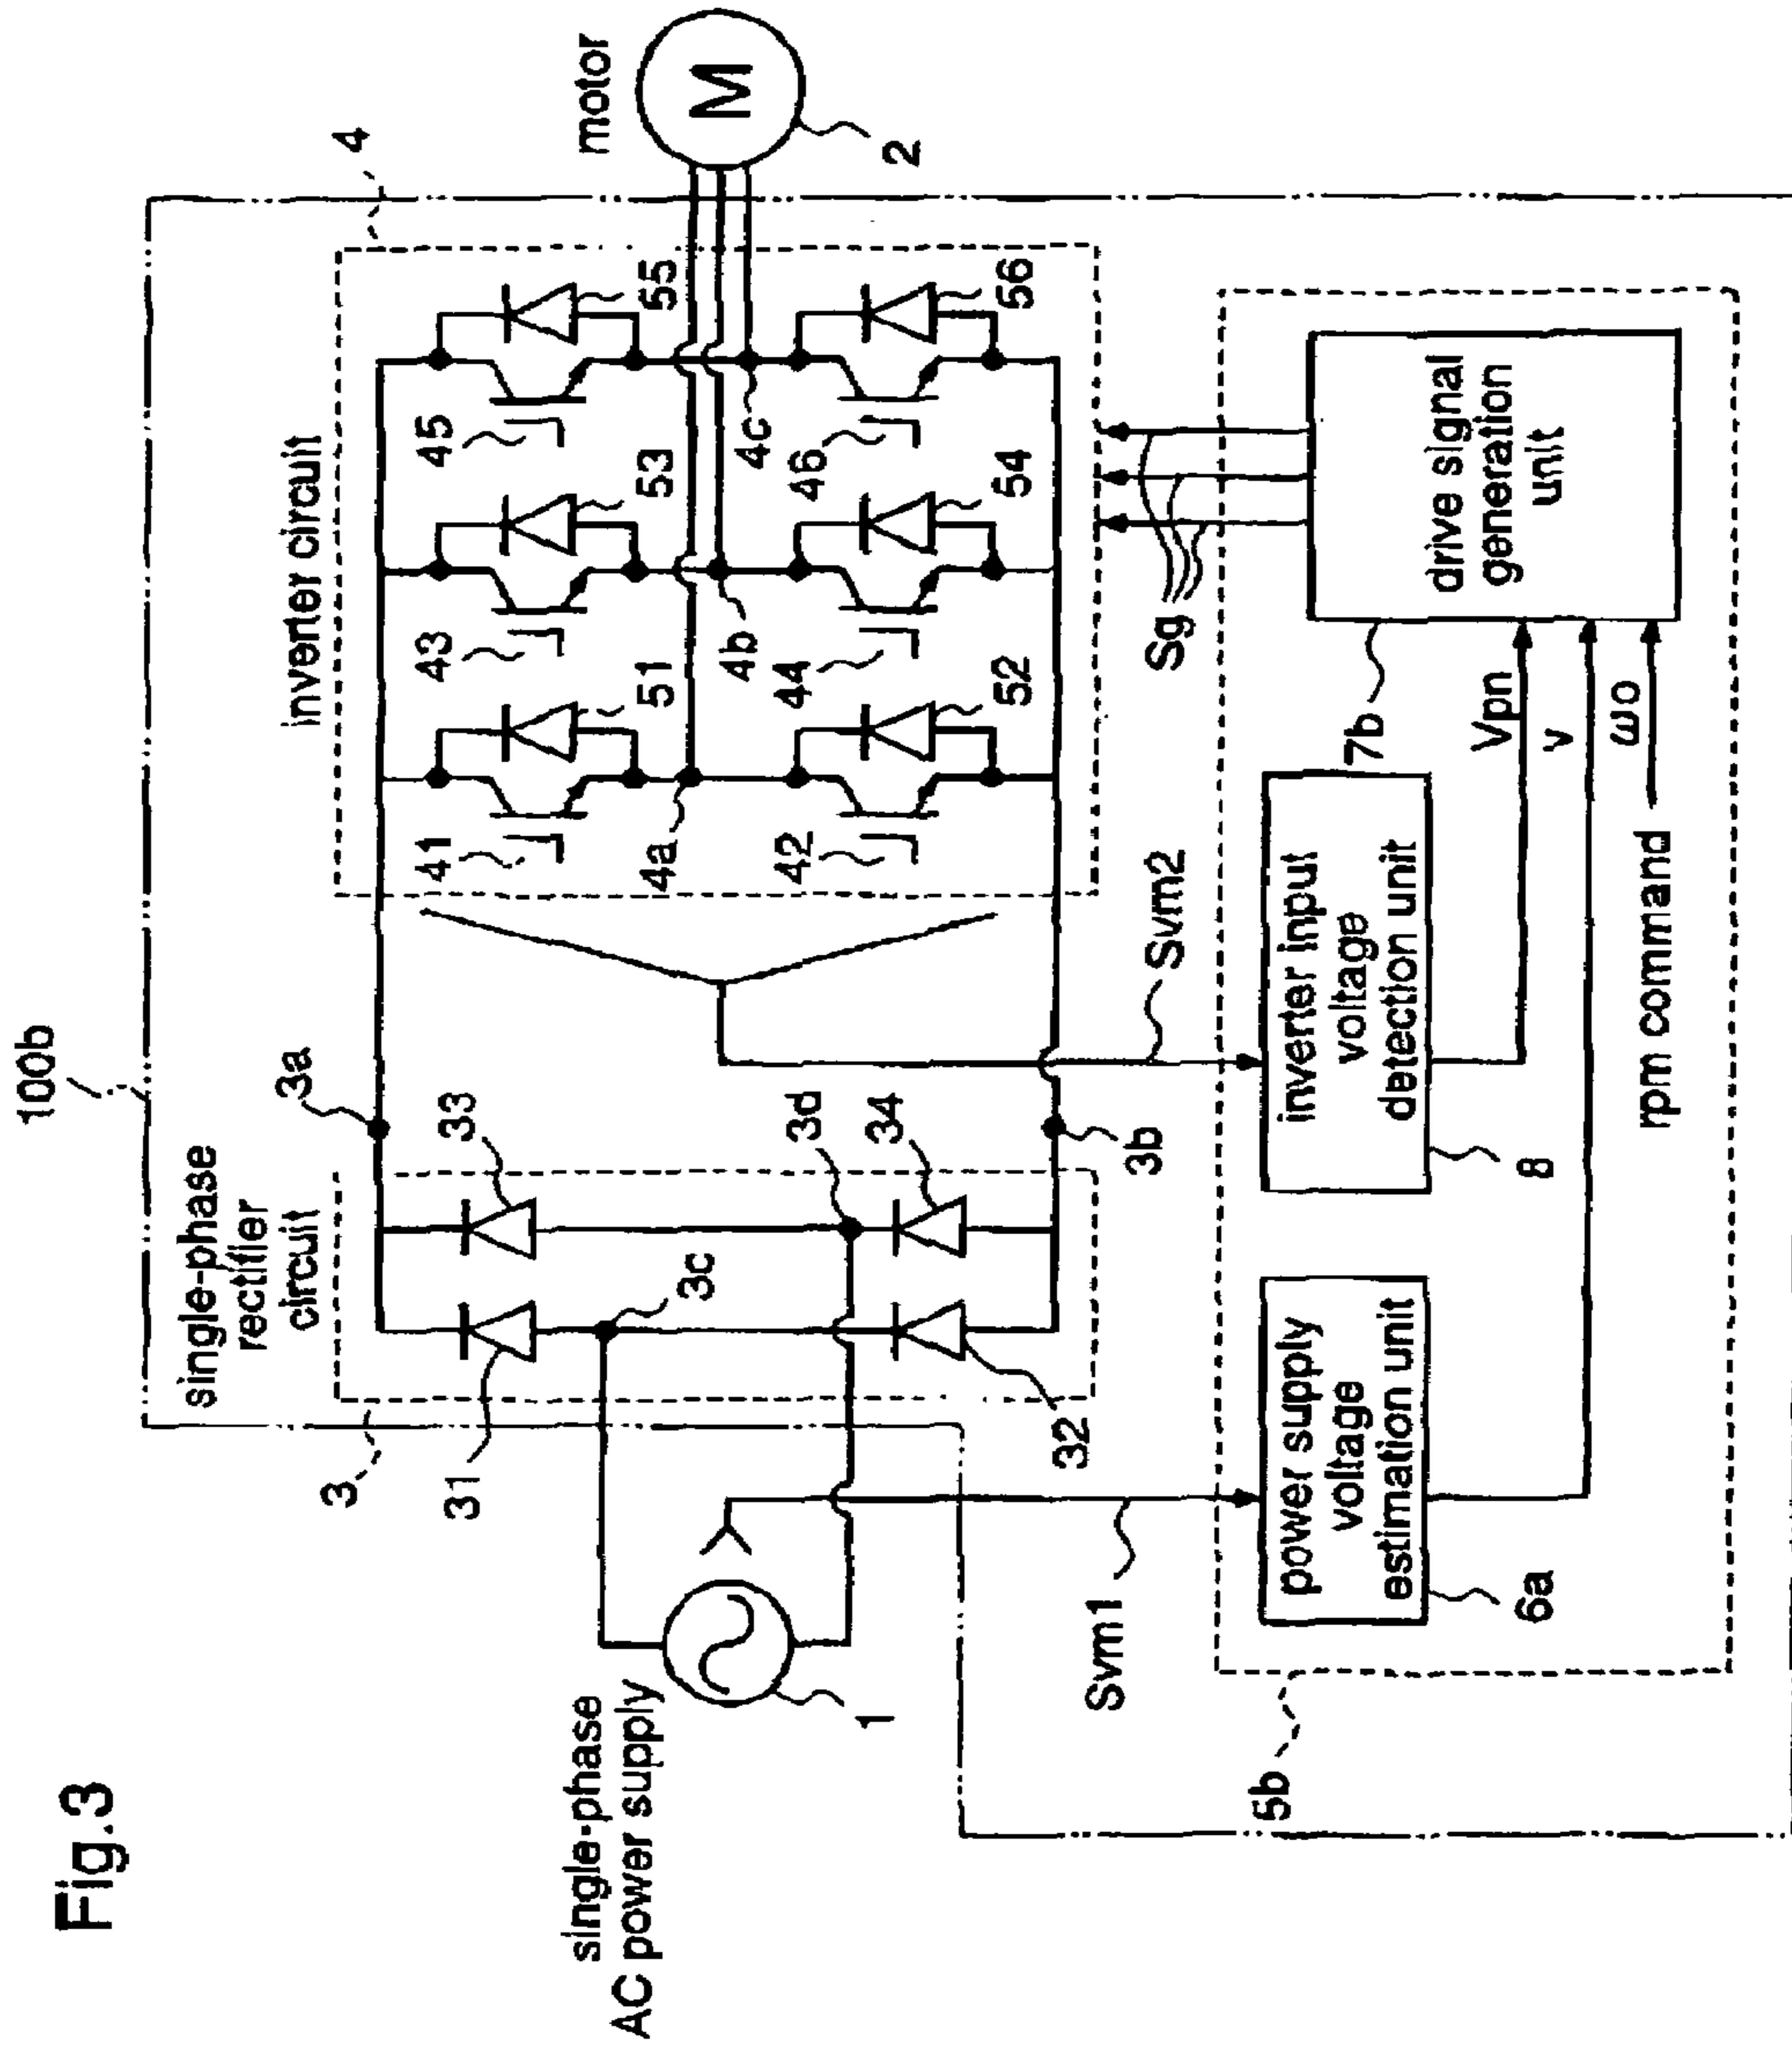 Fig.3
100b
single-phase
rectifier
circuit
3
3a
31
33
3c
3d
34
32
3b
single-phase
AC power supply
1
inverter circuit
4
41
51
43
53
45
55
4a
4b
4c
42
52
44
54
46
56
motor
M
2
Svm1
Svm2
Sg
5b
power supply
voltage
estimation unit
6a
inverter input
voltage
detection unit
8
drive signal
generation
unit
7b
Vpn
v
ωo
rpm command